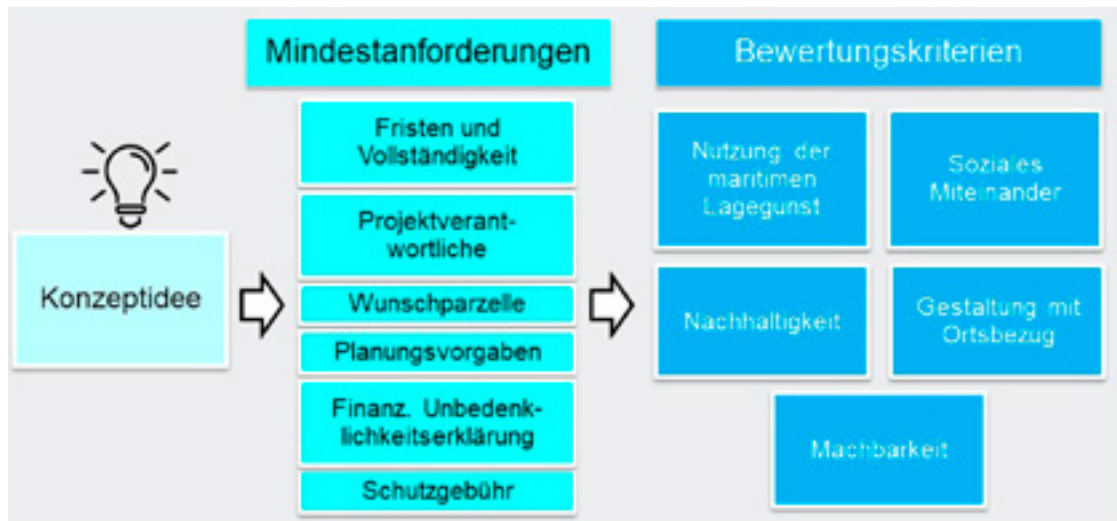 Mindestanforderungen
Bewertungskriterien
Konzeptidee
Fristen und
Vollständigkeit
Projektverant-
wortliche
Wunschparzelle
Planungsvorgaben
Finanz. Unbedenk-
lichkeitserklärung
Schutzgebühr
Nutzung der
maritimen
Lagegunst
Soziales
Miteinander
Nachhaltigkeit
Gestaltung mit
Ortsbezug
Machbarkeit